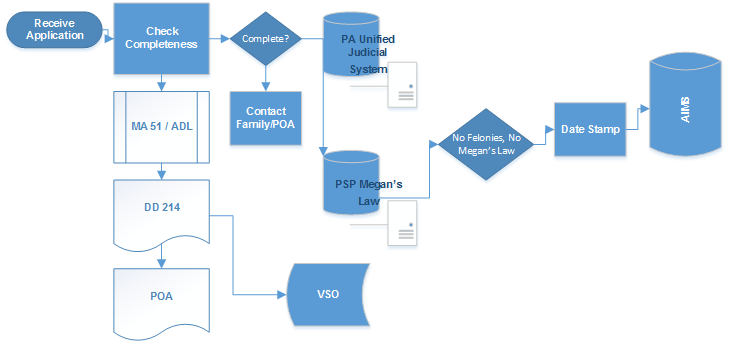 Receive
Application
Check
Completeness
Complete?
PA Unified
Judicial
System
Contact
Family/POA
MA 51 / ADL
PSP Megan's
Law
No Felonies, No
Megan's Law
Date Stamp
AIMS
DD 214
POA
VSO